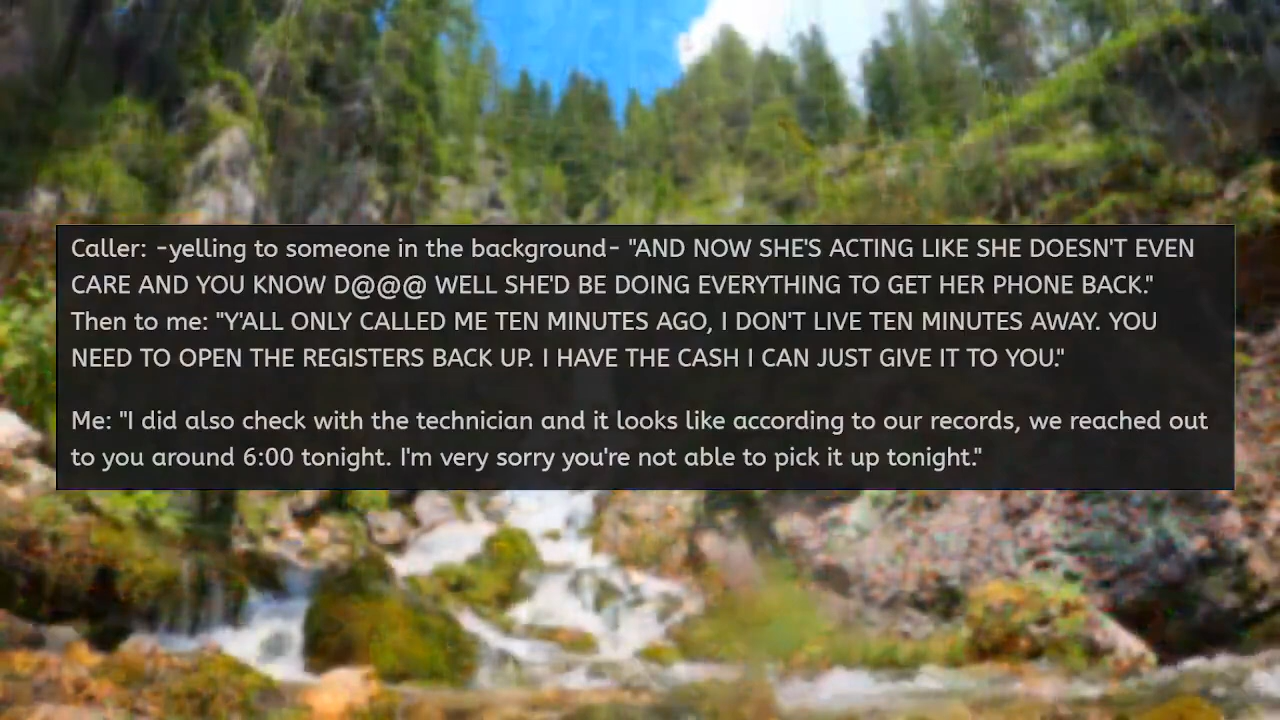 Caller: -yelling to someone in the background- "AND NOW SHE'S ACTING LIKE SHE DOESN'T EVEN
CARE AND YOU KNOW D@@@ WELL SHE'D BE DOING EVERYTHING TO GET HER PHONE BACK."
Then to me: "Y'ALL ONLY CALLED ME TEN MINUTES AGO, I DON'T LIVE TEN MINUTES AWAY. YOU
NEED TO OPEN THE REGISTERS BACK UP. I HAVE THE CASH I CAN JUST GIVE IT TO YOU."
Me: "I did also check with the technician and it looks like according to our records, we reached out
to you around 6:00 tonight. I'm very sorry you're not able to pick it up tonight."